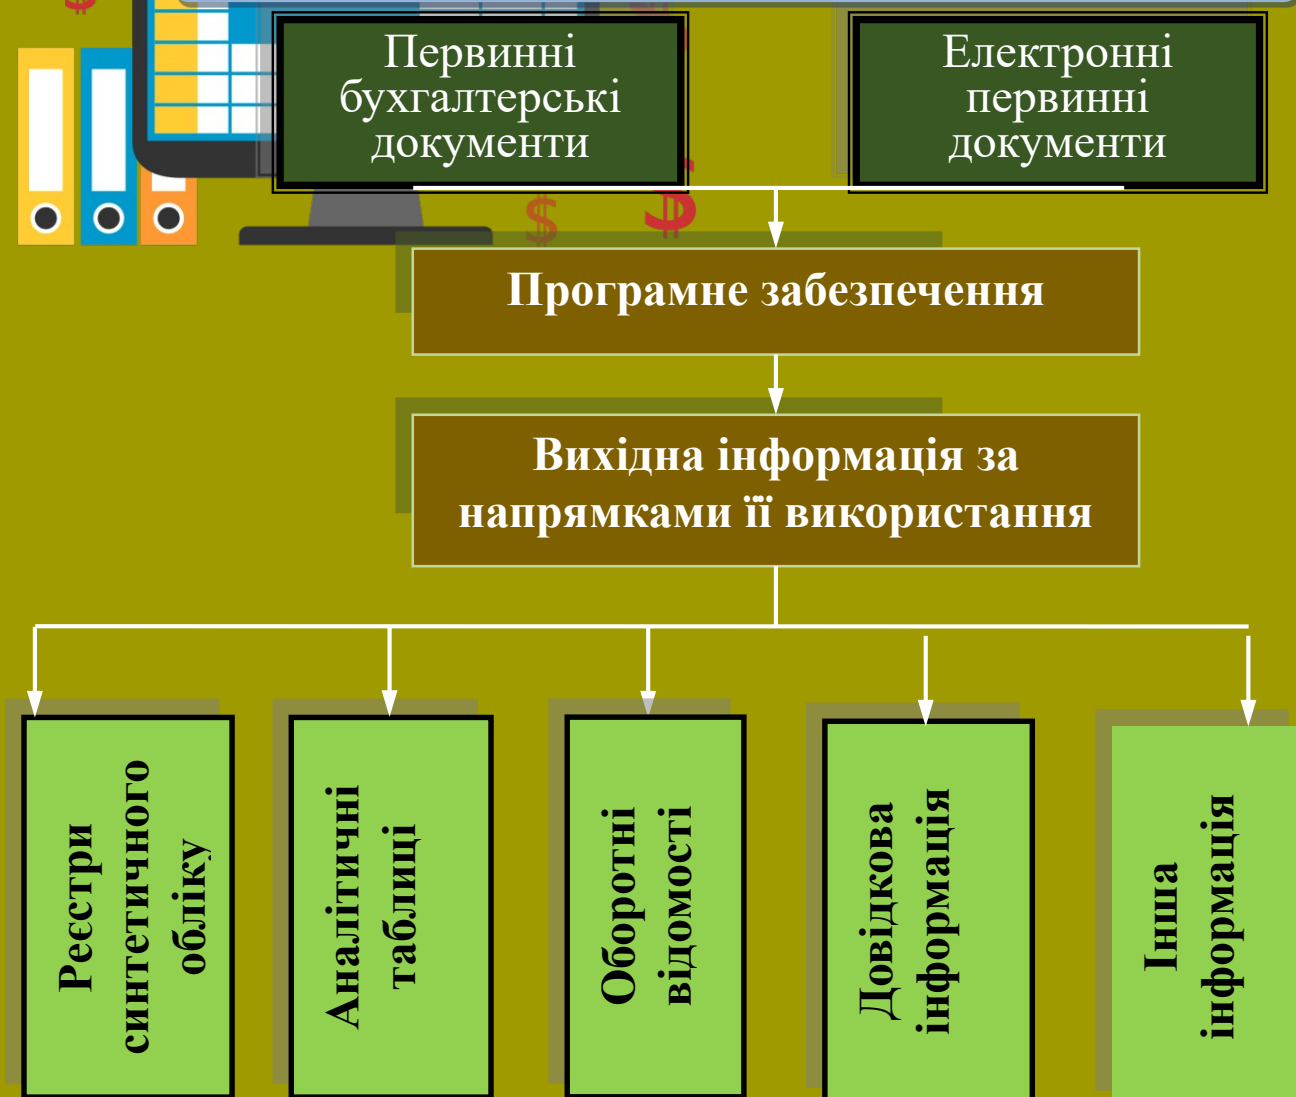 Первинні
бухгалтерські
документи
Електронні
первинні
документи
Програмне забезпечення
Вихідна інформація за
напрямками її використання
Реєстри
синтетичного
обліку
Аналітичні
таблиці
Оборотні
відомості
Довідкова
інформація
Інша
інформація